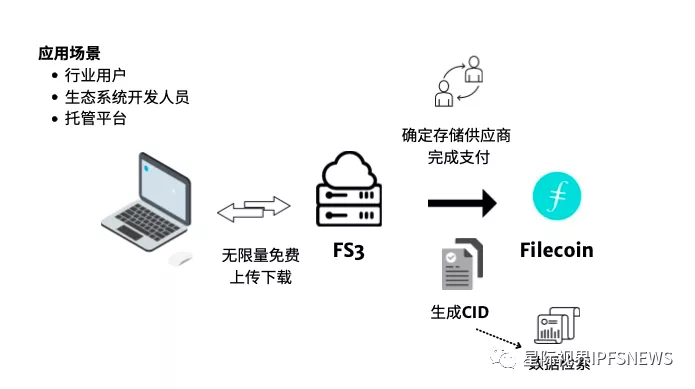 应用场景
行业用户
生态系统开发人员
托管平台
确定存储供应商
完成支付
无限量免费
上传下载
FS3
Filecoin
生成CID
数据检索
星际视界IPFSNEWS